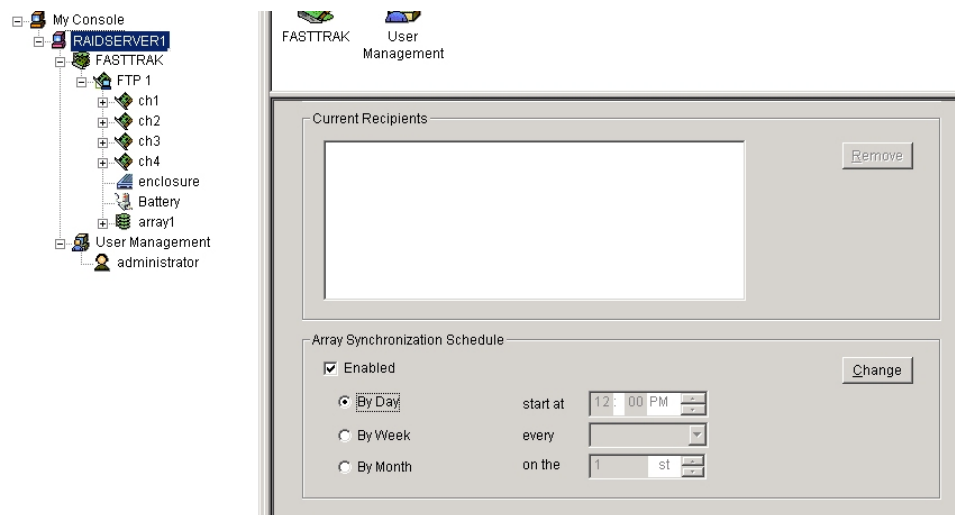 My Console
RAIDSERVER1
FASTTRAK
FTP 1
ch1
ch2
ch3
ch4
enclosure
Battery
array1
User Management
administrator
FASTTRAK
User
Management
Current Recipients
Remove
Array Synchronization Schedule
Enabled
Change
By Day start at 12 : 00 PM
By Week every
By Month on the 1 st